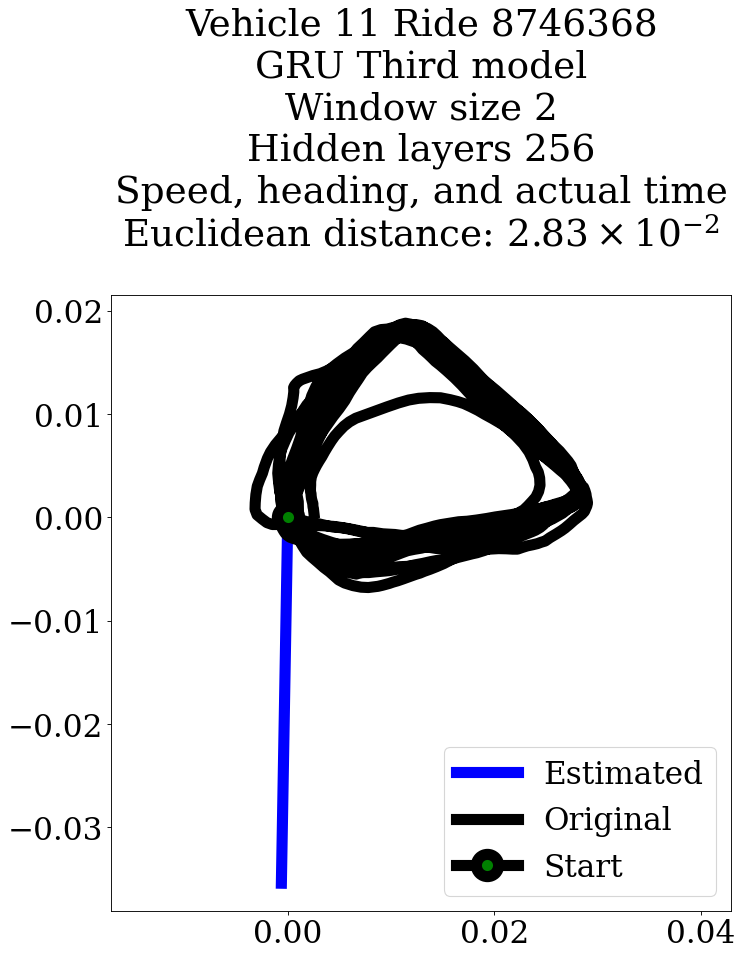 Vehicle 11 Ride 8746368
GRU Third model
Window size 2
Hidden layers 256
Speed, heading, and actual time
Euclidean distance: 2.83 × 10⁻²
0.02
0.01
0.00
−0.01
−0.02
−0.03
Estimated
Original
Start
0.00 0.02 0.04